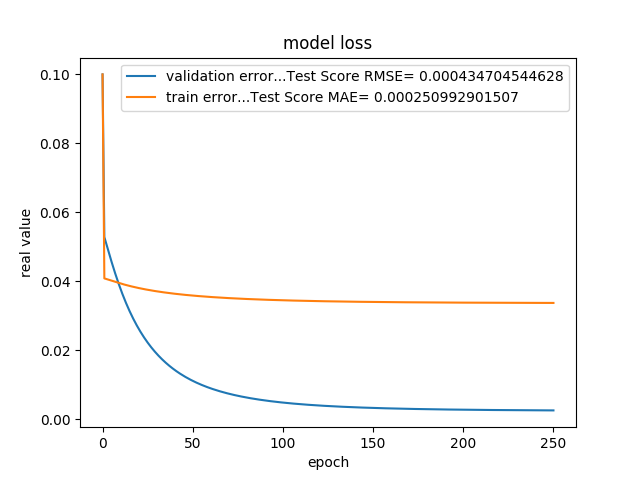 model loss
validation error...Test Score RMSE= 0.000434704544628
train error...Test Score MAE= 0.000250992901507
0.10
0.08
0.06
0.04
0.02
0.00
real value
0 50 100 150 200 250
epoch